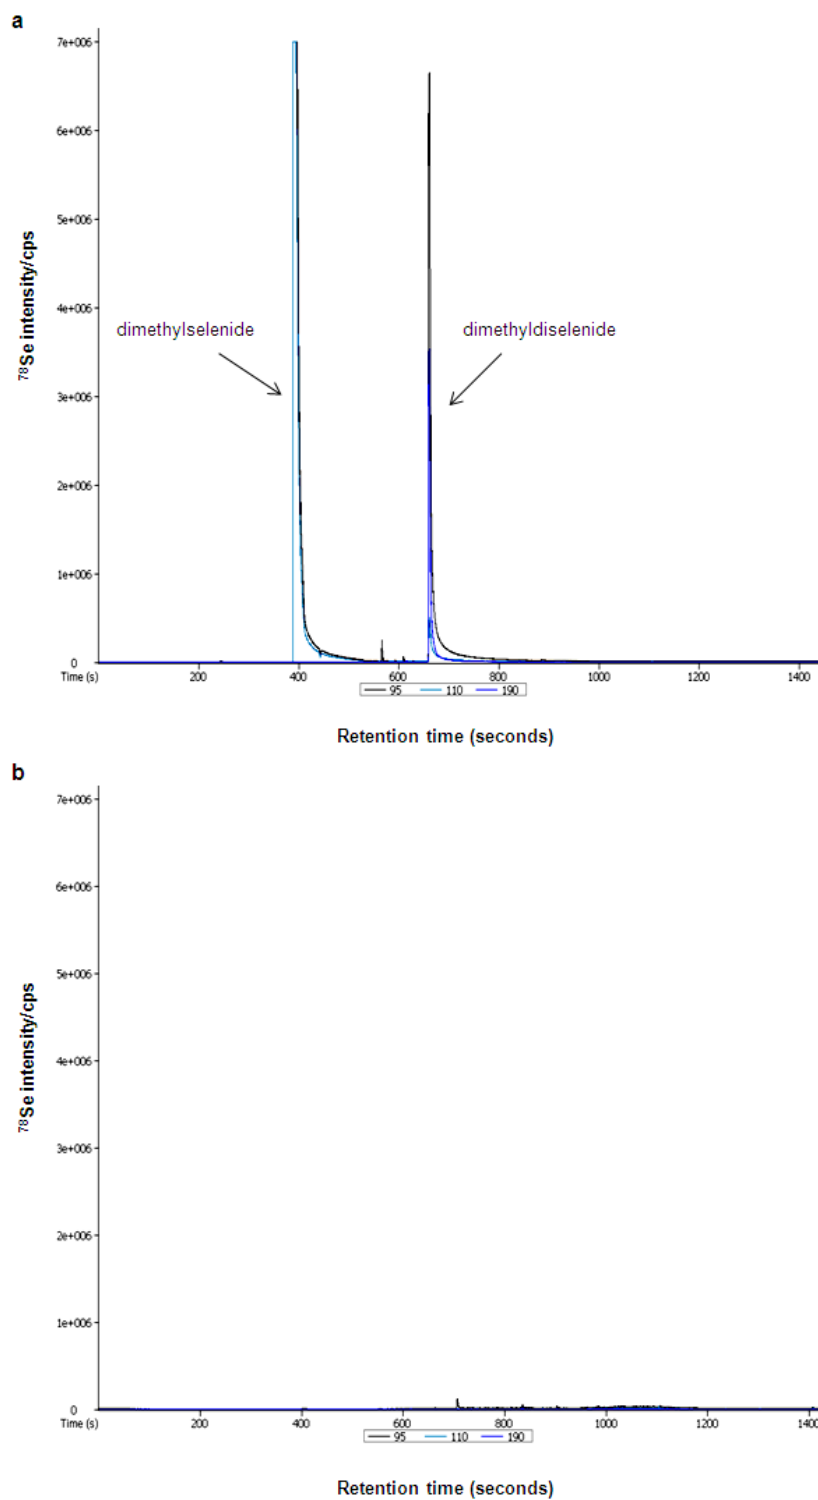 a
7e+006
6e+006
5e+006
4e+006
3e+006
2e+006
1e+006
0
⁷⁸Se intensity/cps
dimethylselenide
dimethyldiselenide
Time (s) 200 400 600 800 1000 1200 1400
95 110 190
Retention time (seconds)
b
7e+006
6e+006
5e+006
4e+006
3e+006
2e+006
1e+006
0
⁷⁸Se intensity/cps
Time (s) 200 400 600 800 1000 1200 1400
95 110 190
Retention time (seconds)